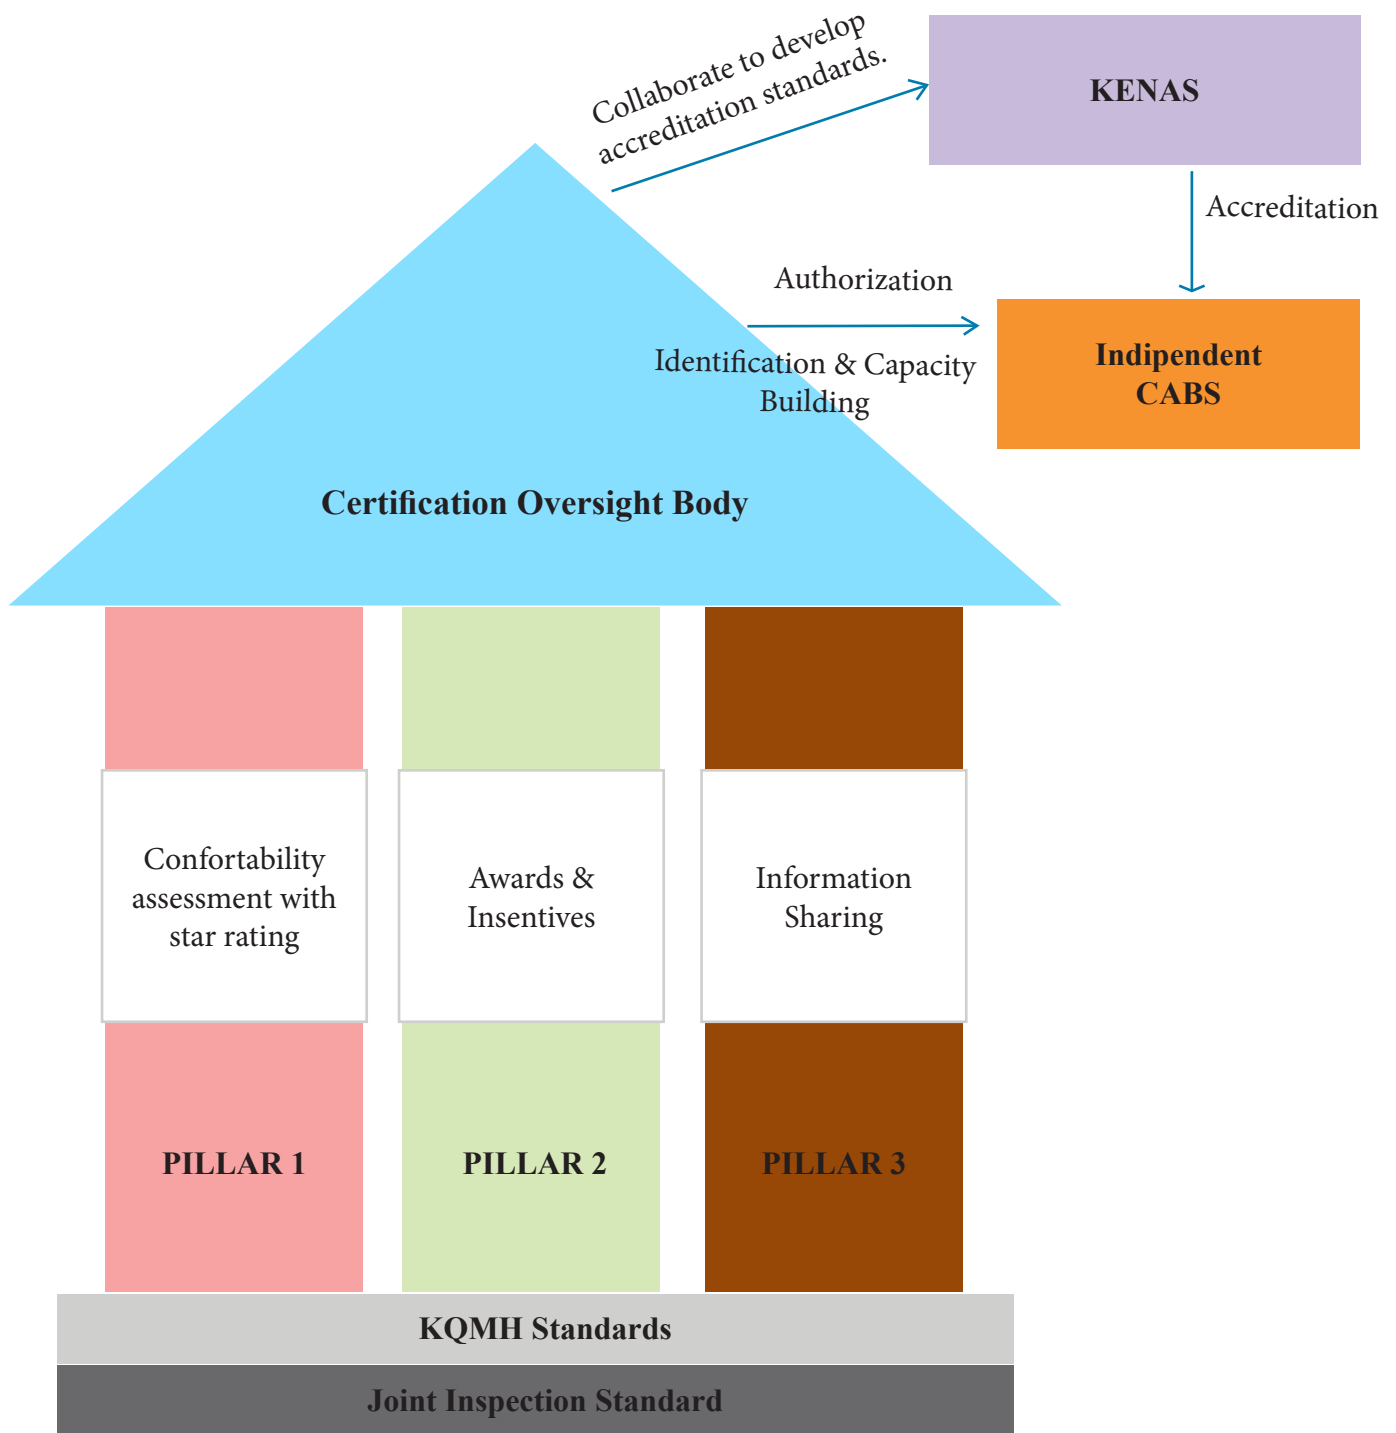 Collaborate to develop
accreditation standards.
KENAS
Accreditation
Authorization
Identification & Capacity
Building
Indipendent
CABS
Certification Oversight Body
Confortability
assessment with
star rating
Awards &
Insentives
Information
Sharing
PILLAR 1
PILLAR 2
PILLAR 3
KQMH Standards
Joint Inspection Standard